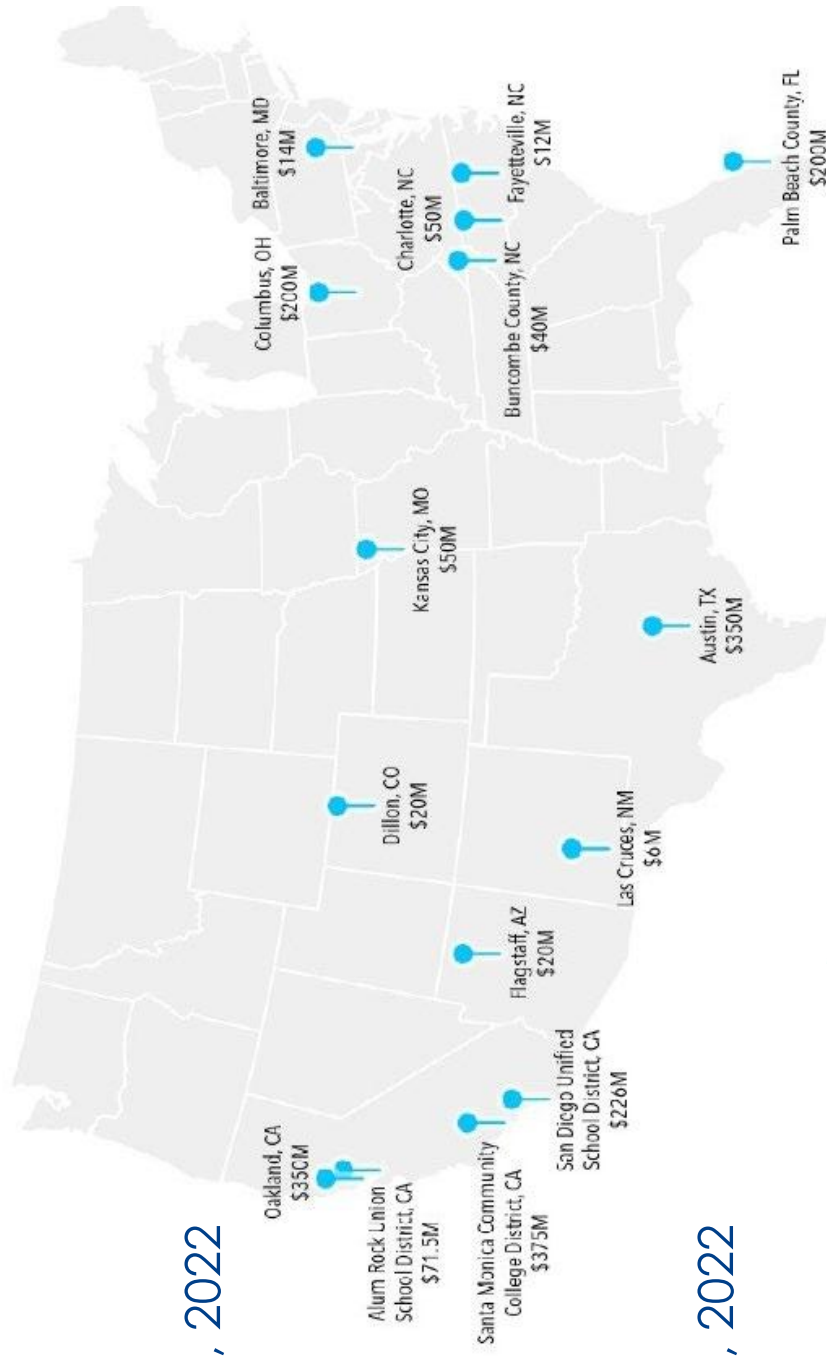 , 2022
, 2022
Oakland, CA
$350M
Alum Rock Union
School District, CA
$71.5M
Santa Monica Community
College District, CA
$375M
San Diego Unified
School District, CA
$226M
Flagstaff, AZ
$20M
Las Cruces, NM
$6M
Dillon, CO
$20M
Austin, TX
$350M
Kansas City, MO
$50M
Columbus, OH
$200M
Baltimore, MD
$14M
Charlotte, NC
$50M
Buncombe County, NC
$40M
Fayetteville, NC
$12M
Palm Beach County, FL
$200M